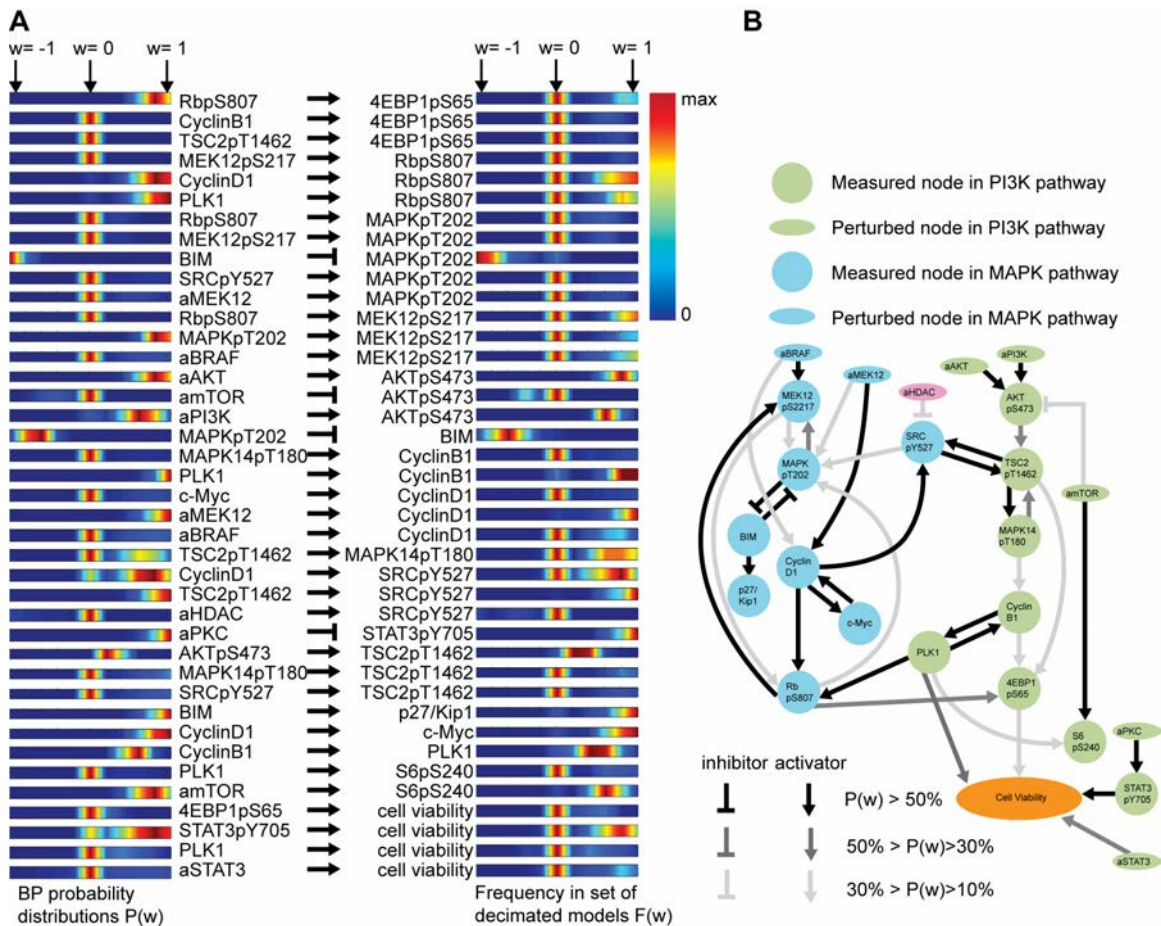 A
B
w= -1 w= 0 w= 1
w= -1 w= 0 w= 1
RbpS807 4EBP1pS65
CyclinB1 4EBP1pS65
TSC2pT1462 4EBP1pS65
MEK12pS217 RbpS807
CyclinD1 RbpS807
PLK1 RbpS807
RbpS807 MAPKpT202
MEK12pS217 MAPKpT202
BIM MAPKpT202
SRCpY527 MAPKpT202
aMEK12 MAPKpT202
RbpS807 MEK12pS217
MAPKpT202 MEK12pS217
aBRAF MEK12pS217
aAKT AKTpS473
amTOR AKTpS473
aPI3K AKTpS473
MAPKpT202 BIM
MAPK14pT180 CyclinB1
PLK1 CyclinB1
c-Myc CyclinD1
aMEK12 CyclinD1
aBRAF CyclinD1
TSC2pT1462 MAPK14pT180
CyclinD1 SRCpY527
TSC2pT1462 SRCpY527
aHDAC SRCpY527
aPKC STAT3pY705
AKTpS473 TSC2pT1462
MAPK14pT180 TSC2pT1462
SRCpY527 TSC2pT1462
BIM p27/Kip1
CyclinD1 c-Myc
CyclinB1 PLK1
PLK1 S6pS240
amTOR S6pS240
4EBP1pS65 cell viability
STAT3pY705 cell viability
PLK1 cell viability
aSTAT3 cell viability
BP probability
distributions P(w)
Frequency in set of
decimated models F(w)
max
0
Measured node in PI3K pathway
Perturbed node in PI3K pathway
Measured node in MAPK pathway
Perturbed node in MAPK pathway
aBRAF
aPI3K
aAKT
aMEK12
aHDAC
MEK12
pS2217
AKT
pS473
SRC
pY527
MAPK
pT202
TSC2
pT1462
amTOR
MAPK14
pT180
BIM
Cyclin
D1
p27/
Kip1
c-Myc
Cyclin
B1
PLK1
Rb
pS807
4EBP1
pS65
S6
pS240
aPKC
STAT3
pY705
Cell Viability
aSTAT3
inhibitor activator
P(w) > 50%
50% > P(w)>30%
30% > P(w)>10%